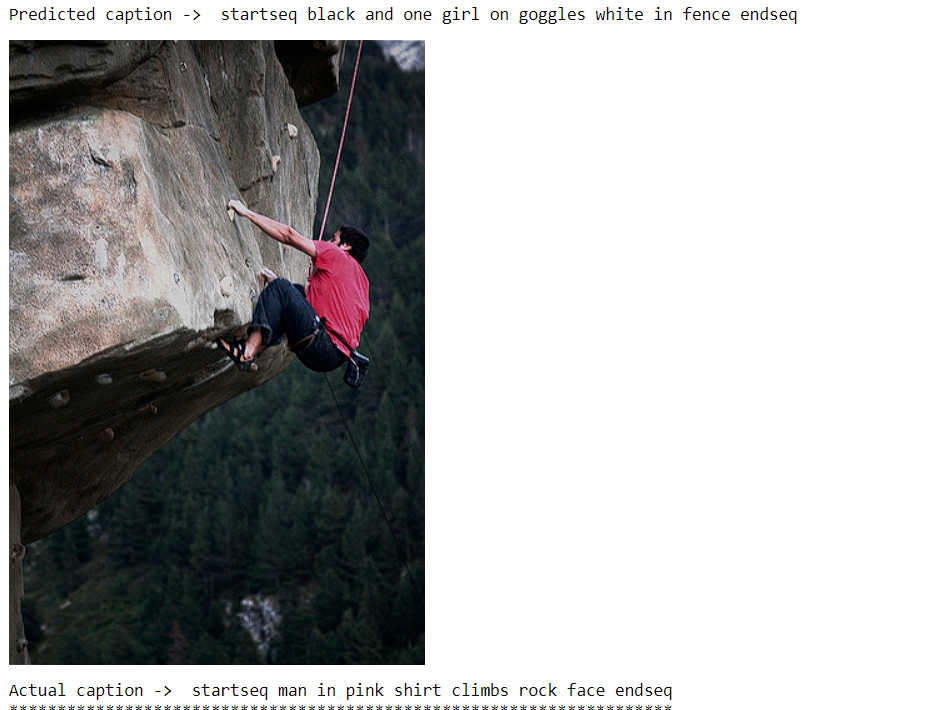 Predicted caption -> startseq black and one girl on goggles white in fence endseq
Actual caption -> startseq man in pink shirt climbs rock face endseq
*********************************************************************